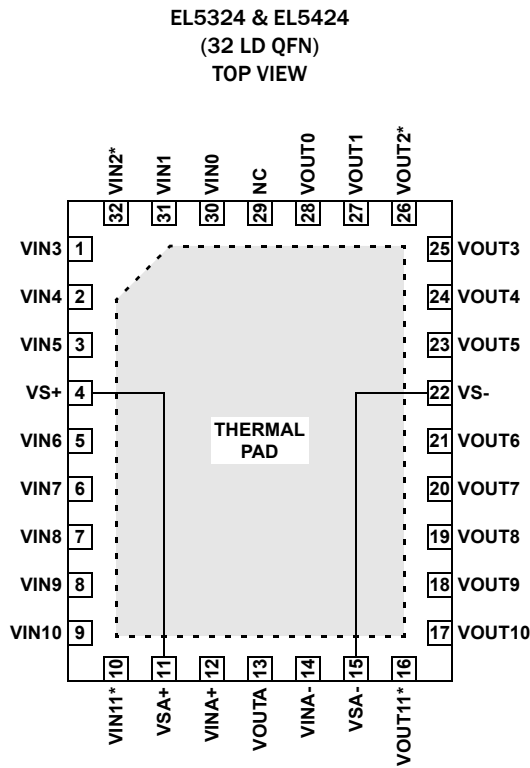 EL5324 & EL5424
(32 LD QFN)
TOP VIEW
VIN2*
VIN1
VIN0
NC
VOUT0
VOUT1
VOUT2*
32
31
30
29
28
27
26
VIN3 1
25 VOUT3
VIN4 2
24 VOUT4
VIN5 3
23 VOUT5
VS+ 4
22 VS-
VIN6 5
THERMAL
PAD
21 VOUT6
VIN7 6
20 VOUT7
VIN8 7
19 VOUT8
VIN9 8
18 VOUT9
VIN10 9
17 VOUT10
10
11
12
13
14
15
16
VIN11*
VSA+
VINA+
VOUTA
VINA-
VSA-
VOUT11*